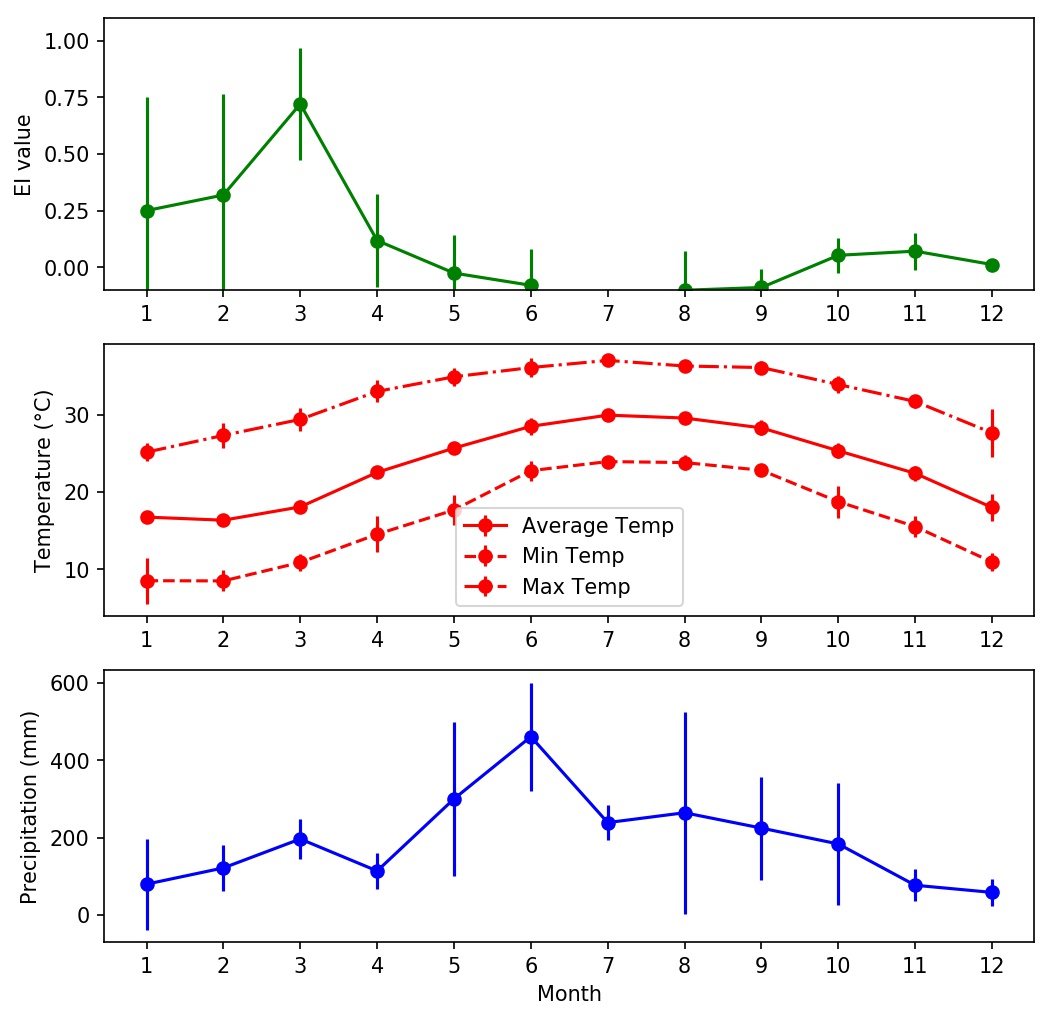 EI value
1.00
0.75
0.50
0.25
0.00
1 2 3 4 5 6 7 8 9 10 11 12
Temperature (°C)
30
20
10
Average Temp
Min Temp
Max Temp
1 2 3 4 5 6 7 8 9 10 11 12
Precipitation (mm)
600
400
200
0
1 2 3 4 5 6 7 8 9 10 11 12
Month